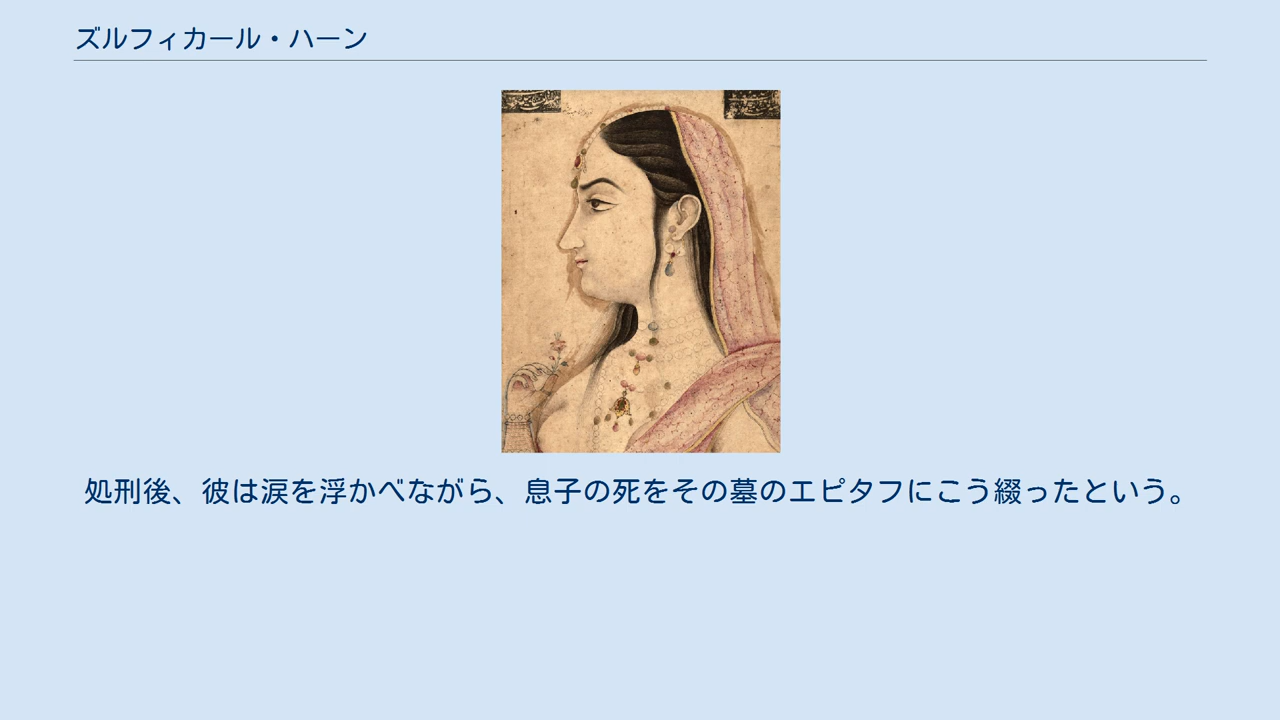 ズルフィカール・ハーン
処刑後、彼は涙を浮かべながら、息子の死をその墓のエピタフにこう綴ったという。